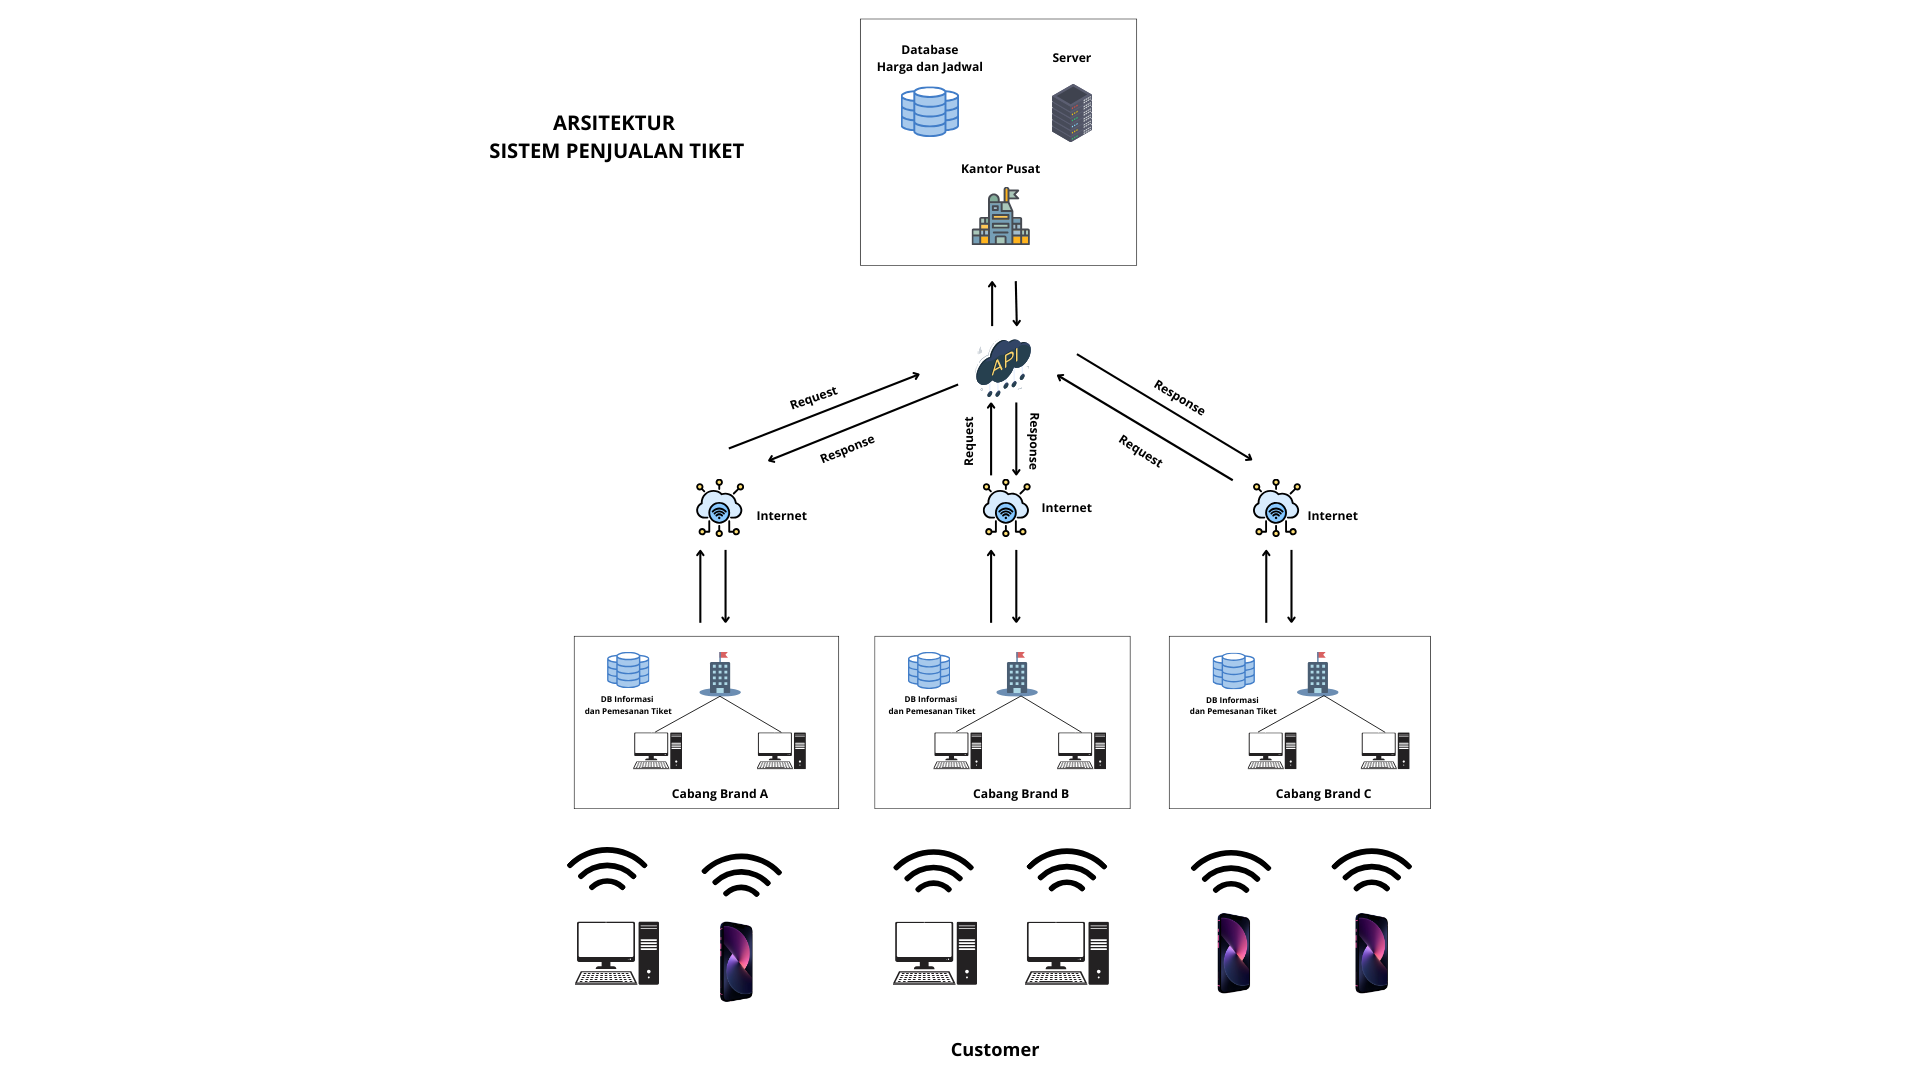 ARSITEKTUR
SISTEM PENJUALAN TIKET
Database
Harga dan Jadwal
Server
Kantor Pusat
API
Request
Response
Request
Response
Response
Request
Internet
Internet
Internet
DB Informasi
dan Pemesanan Tiket
Cabang Brand A
DB Informasi
dan Pemesanan Tiket
Cabang Brand B
DB Informasi
dan Pemesanan Tiket
Cabang Brand C
Customer